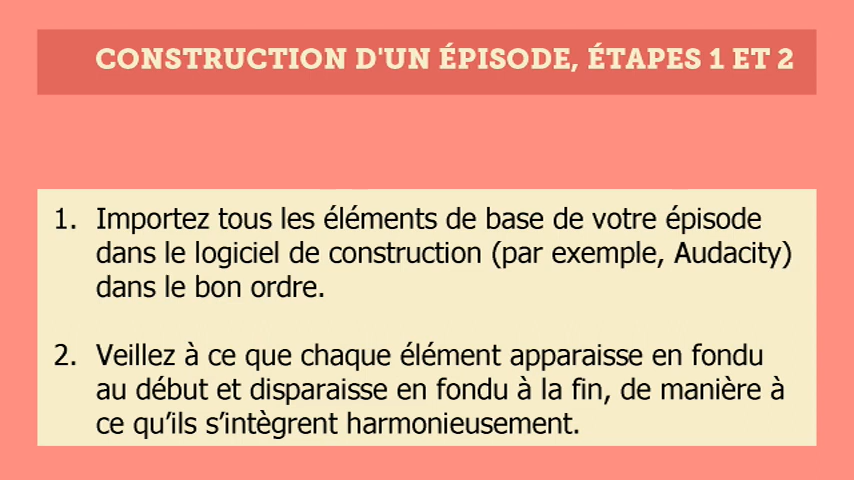 CONSTRUCTION D'UN ÉPISODE, ÉTAPES 1 ET 2
1. Importez tous les éléments de base de votre épisode
dans le logiciel de construction (par exemple, Audacity)
dans le bon ordre.
2. Veillez à ce que chaque élément apparaisse en fondu
au début et disparaisse en fondu à la fin, de manière à
ce qu’ils s’intègrent harmonieusement.